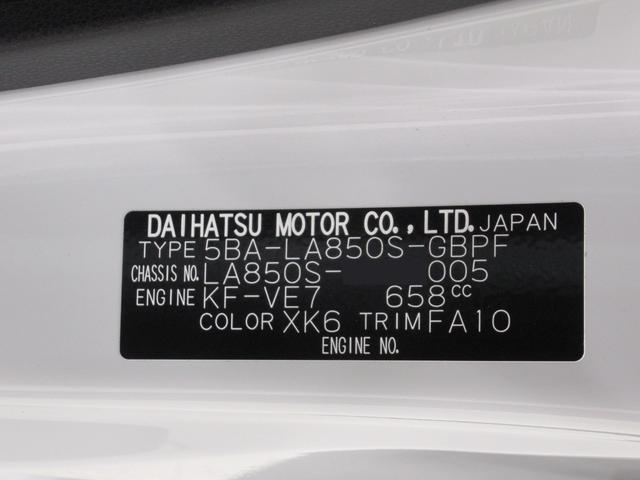 DAIHATSU MOTOR CO.,LTD. JAPAN
TYPE 5BA-LA850S-GBPF
CHASSIS NO. LA850S- 005
ENGINE KF-VE7 658cc
COLOR XK6 TRIM FA10
ENGINE NO.